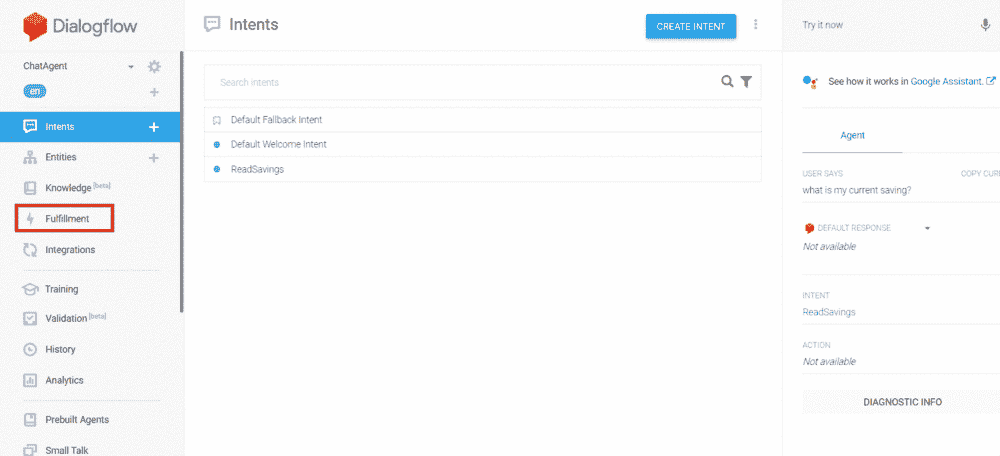 Dialogflow
ChatAgent
en
Intents
Entities
Knowledge [beta]
Fulfillment
Integrations
Training
Validation [beta]
History
Analytics
Prebuilt Agents
Small Talk
Intents
CREATE INTENT
Search intents
Default Fallback Intent
Default Welcome Intent
ReadSavings
Try it now
See how it works in Google Assistant.
Agent
USER SAYS COPY CUR
what is my current saving?
DEFAULT RESPONSE
Not available
INTENT
ReadSavings
ACTION
Not available
DIAGNOSTIC INFO